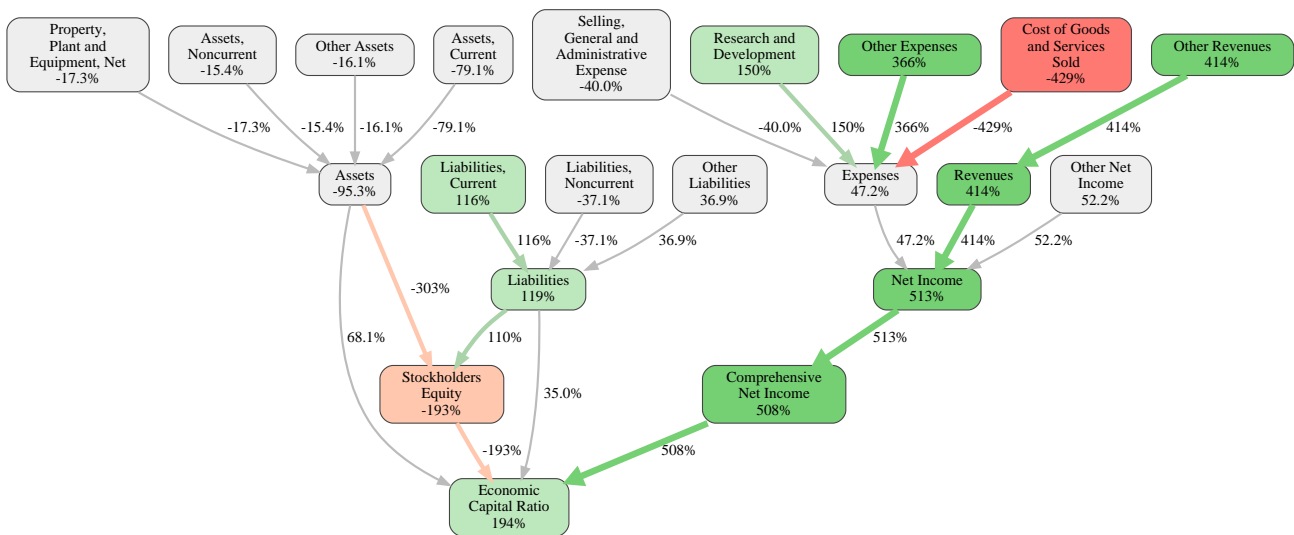 Property,
Plant and
Equipment, Net
-17.3%
Assets,
Noncurrent
-15.4%
Other Assets
-16.1%
Assets,
Current
-79.1%
Selling,
General and
Administrative
Expense
-40.0%
Research and
Development
150%
Other Expenses
366%
Cost of Goods
and Services
Sold
-429%
Other Revenues
414%
-17.3%
-15.4%
-16.1%
-79.1%
-40.0%
150%
366%
-429%
414%
Assets
-95.3%
Liabilities,
Current
116%
Liabilities,
Noncurrent
-37.1%
Other
Liabilities
36.9%
Expenses
47.2%
Revenues
414%
Other Net
Income
52.2%
116%
-37.1%
36.9%
47.2%
414%
52.2%
-303%
Liabilities
119%
Net Income
513%
68.1%
110%
513%
Stockholders
Equity
-193%
35.0%
Comprehensive
Net Income
508%
-193%
508%
Economic
Capital Ratio
194%